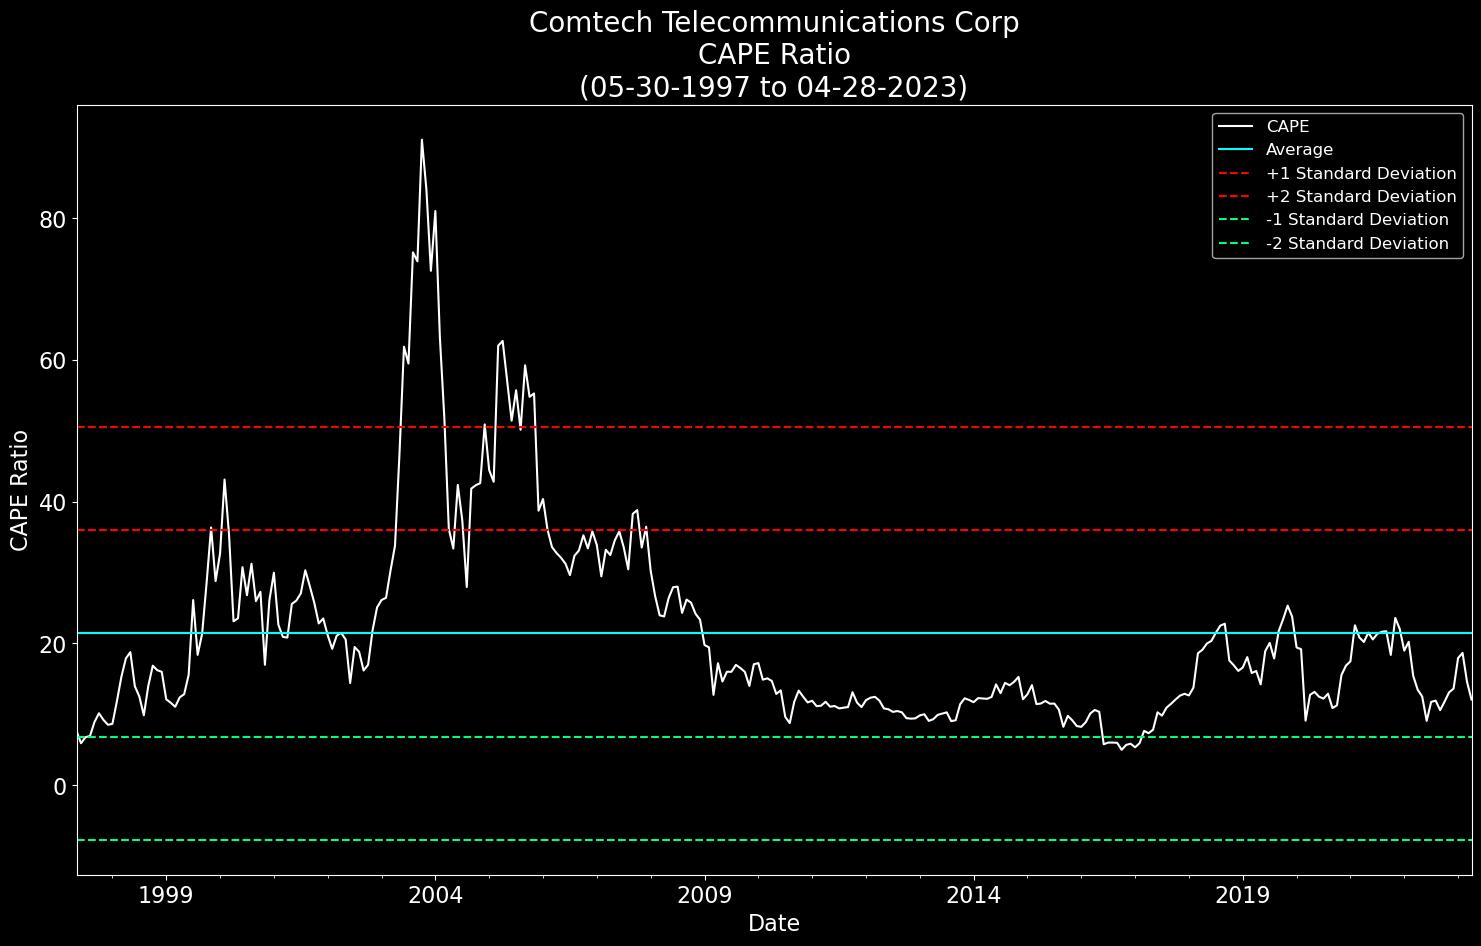 Comtech Telecommunications Corp
CAPE Ratio
(05-30-1997 to 04-28-2023)
CAPE
Average
+1 Standard Deviation
+2 Standard Deviation
-1 Standard Deviation
-2 Standard Deviation
CAPE Ratio
80
60
40
20
0
1999 2004 2009 2014 2019
Date